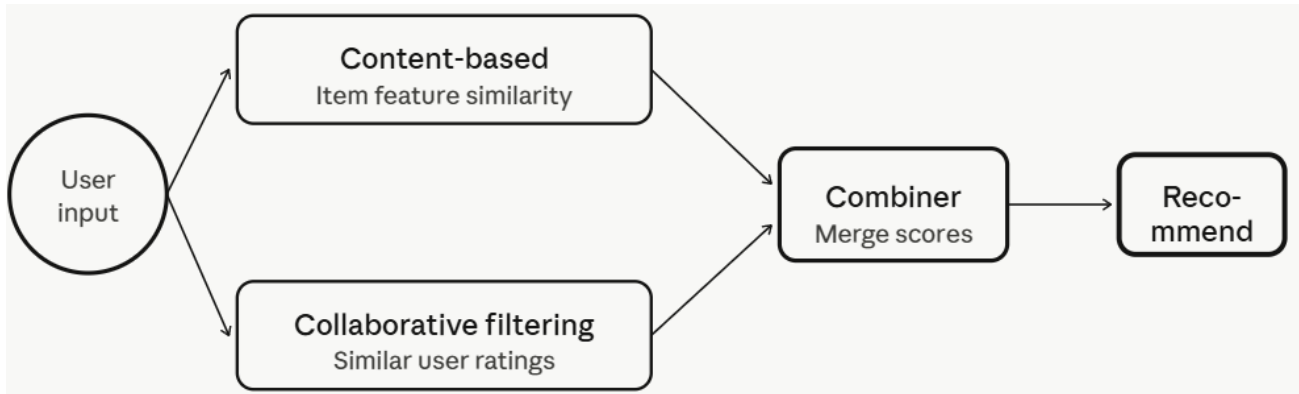 User
input
Content-based
Item feature similarity
Collaborative filtering
Similar user ratings
Combiner
Merge scores
Reco-
mmend